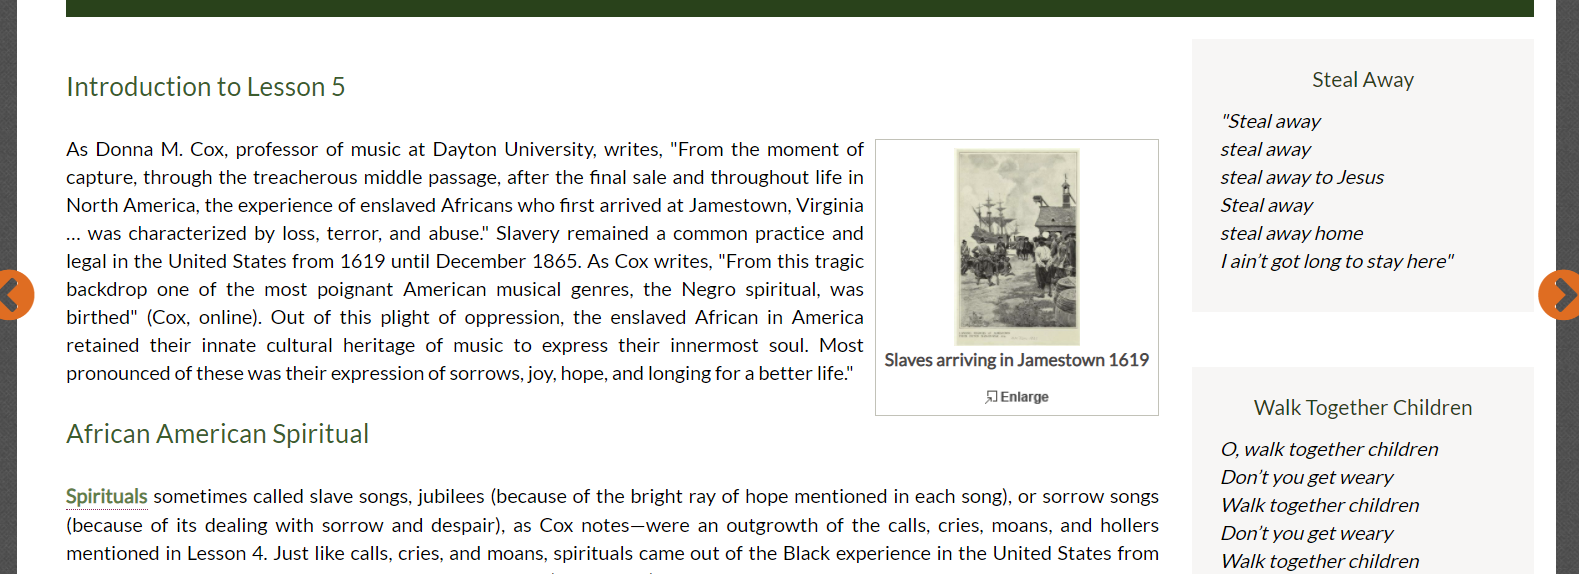 Introduction to Lesson 5
As Donna M. Cox, professor of music at Dayton University, writes, "From the moment of
capture, through the treacherous middle passage, after the final sale and throughout life in
North America, the experience of enslaved Africans who first arrived at Jamestown, Virginia
... was characterized by loss, terror, and abuse." Slavery remained a common practice and
legal in the United States from 1619 until December 1865. As Cox writes, "From this tragic
backdrop one of the most poignant American musical genres, the Negro spiritual, was
birthed" (Cox, online). Out of this plight of oppression, the enslaved African in America
retained their innate cultural heritage of music to express their innermost soul. Most
pronounced of these was their expression of sorrows, joy, hope, and longing for a better life."
Slaves arriving in Jamestown 1619
Enlarge
African American Spiritual
Spirituals sometimes called slave songs, jubilees (because of the bright ray of hope mentioned in each song), or sorrow songs
(because of its dealing with sorrow and despair), as Cox notes—were an outgrowth of the calls, cries, moans, and hollers
mentioned in Lesson 4. Just like calls, cries, and moans, spirituals came out of the Black experience in the United States from
Steal Away
"Steal away
steal away
steal away to Jesus
Steal away
steal away home
I ain't got long to stay here"
Walk Together Children
O, walk together children
Don't you get weary
Walk together children
Don't you get weary
Walk together children